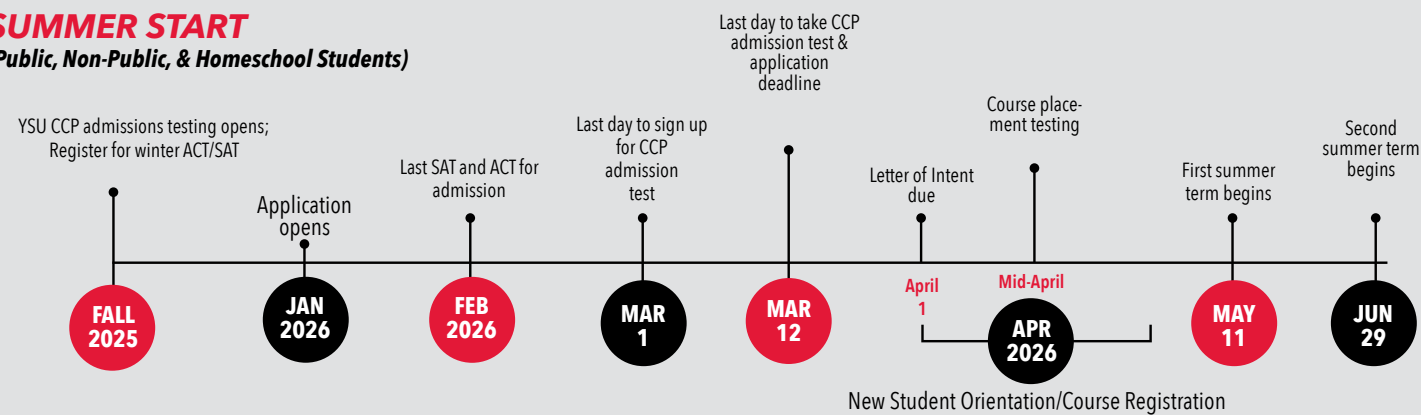 SUMMER START
Public, Non-Public, & Homeschool Students)
YSU CCP admissions testing opens;
Register for winter ACT/SAT
Application
opens
Last SAT and ACT for
admission
Last day to sign up
for CCP
admission
test
Last day to take CCP
admission test &
application
deadline
Letter of Intent
due
Course place-
ment testing
First summer
term begins
Second
summer term
begins
FALL
2025
JAN
2026
FEB
2026
MAR
1
MAR
12
April
1
Mid-April
APR
2026
MAY
11
JUN
29
New Student Orientation/Course Registration